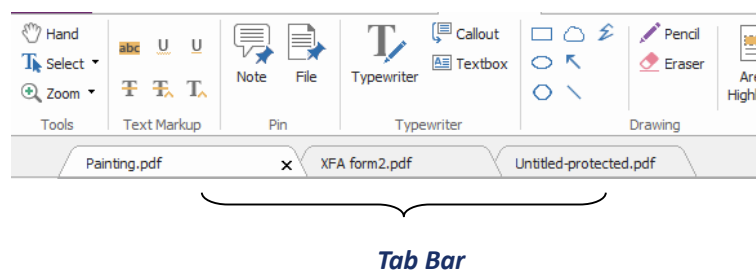 Hand
Select
Zoom
Tools
abc U U
T T T
Text Markup
Note
File
Pin
Typewriter
Callout
Textbox
Typewriter
Pencil
Eraser
Drawing
Painting.pdf
XFA form2.pdf
Untitled-protected.pdf
Tab Bar